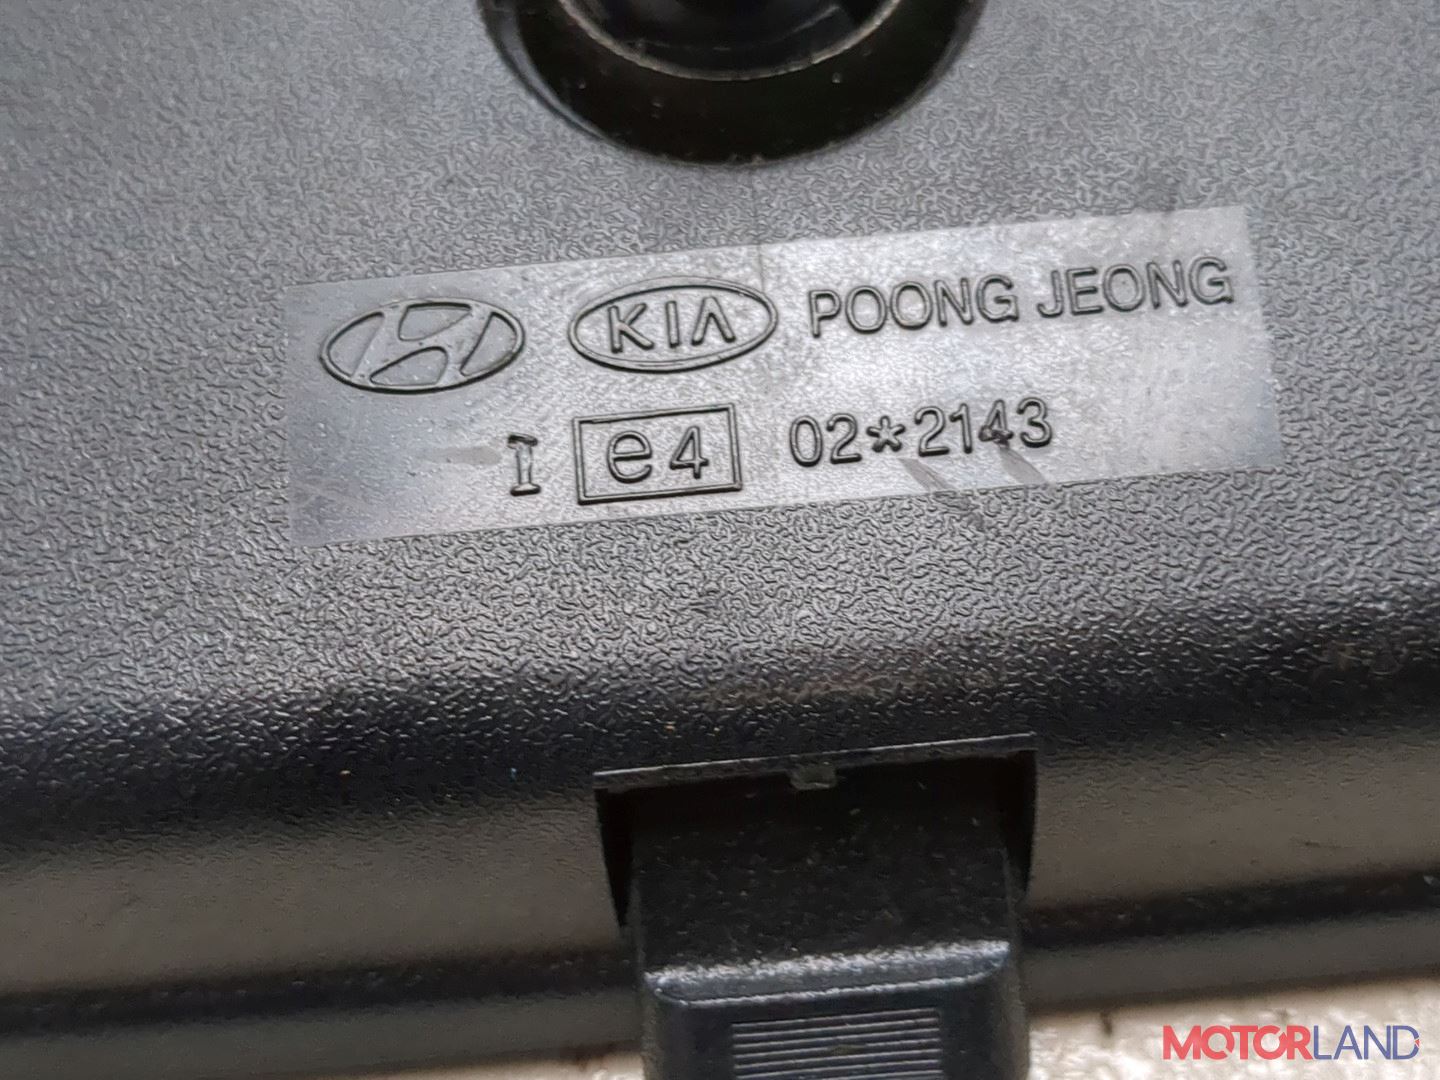 KIA POONG JEONG
I e4 02*2143
MOTORLAND